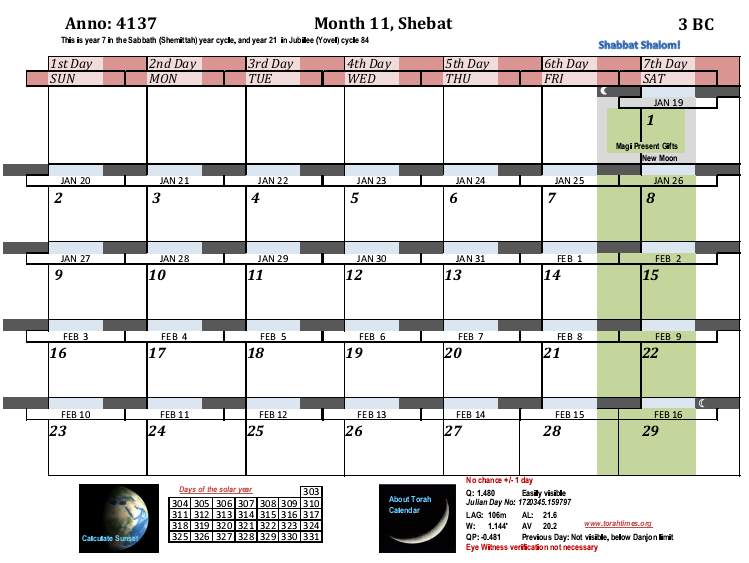 Anno: 4137 Month 11, Shebat 3 BC
This is year 7 in the Sabbath (Shemittah) year cycle, and year 21 in Jubilee (Yovel) cycle 84
Shabbat Shalom!
1st Day 2nd Day 3rd Day 4th Day 5th Day 6th Day 7th Day
SUN MON TUE WED THU FRI SAT
JAN 19
1
Magi Present Gifts
New Moon
JAN 20 JAN 21 JAN 22 JAN 23 JAN 24 JAN 25 JAN 26
2 3 4 5 6 7 8
JAN 27 JAN 28 JAN 29 JAN 30 JAN 31 FEB 1 FEB 2
9 10 11 12 13 14 15
FEB 3 FEB 4 FEB 5 FEB 6 FEB 7 FEB 8 FEB 9
16 17 18 19 20 21 22
FEB 10 FEB 11 FEB 12 FEB 13 FEB 14 FEB 15 FEB 16
23 24 25 26 27 28 29
Calculate Sunset
Days of the solar year
303
304 305 306 307 308 309 310
311 312 313 314 315 316 317
318 319 320 321 322 323 324
325 326 327 328 329 330 331
About Torah
Calendar
No chance +/- 1 day
Q: 1.480 Easily visible
Julian Day No: 1720345.159797
LAG: 106m AL: 21.6
W: 1.144' AV 20.2
www.torahtimes.org
QP: -0.481 Previous Day: Not visible, below Danjon limit
Eye Witness verification not necessary